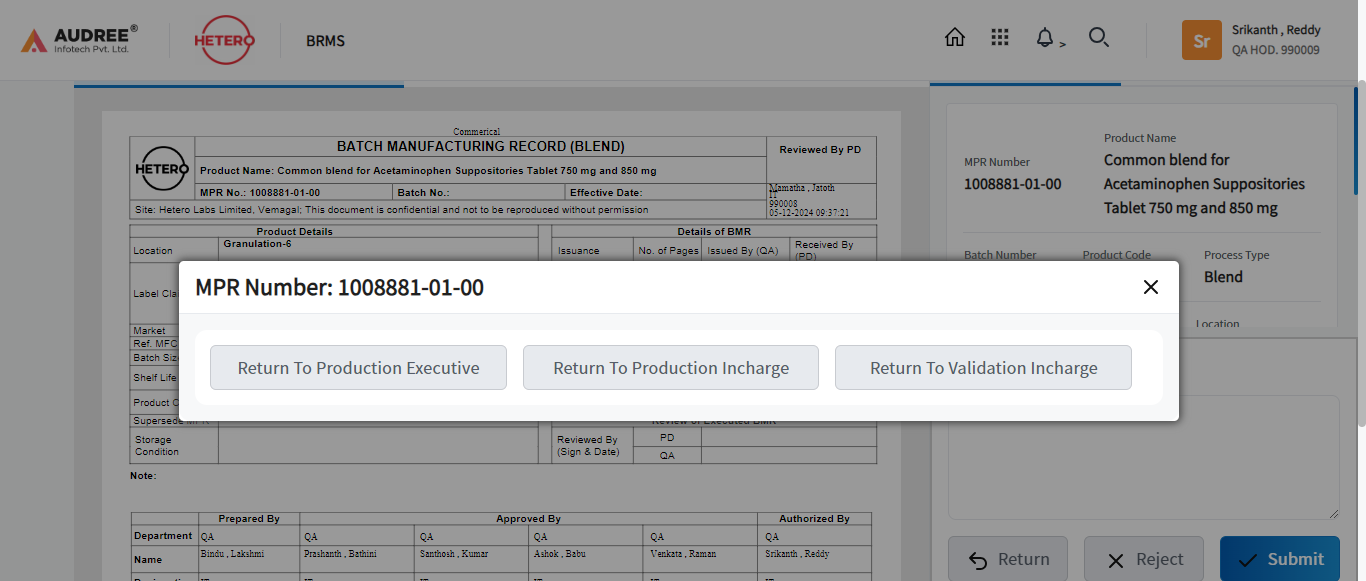 AUDREE®
Infotech Pvt. Ltd.
HETERO
BRMS
>
Sr
Srikanth , Reddy
QA HOD. 990009
Commerical
HETERO
BATCH MANUFACTURING RECORD (BLEND)
Reviewed By PD
Product Name: Common blend for Acetaminophen Suppositories Tablet 750 mg and 850 mg
MPR No.: 1008881-01-00
Batch No.:
Effective Date:
Mamatha , Jatoth
IT
990008
05-12-2024 09:37:21
Site: Hetero Labs Limited, Vemagal; This document is confidential and not to be reproduced without permission
Product Details
Details of BMR
Location
Granulation-6
Issuance
No. of Pages
Issued By (QA)
Received By
(PD)
Label Cla
Market
Ref. MFC
Batch Siz
Shelf Life
Product C
Supersede MPR
Review of Executed BMR
Storage
Condition
Reviewed By
(Sign & Date)
PD
QA
Note:
Prepared By
Approved By
Authorized By
Department
QA
QA
QA
QA
QA
QA
Name
Bindu , Lakshmi
Prashanth , Bathini
Santhosh , Kumar
Ashok , Babu
Venkata , Raman
Srikanth , Reddy
MPR Number
1008881-01-00
Product Name
Common blend for
Acetaminophen Suppositories
Tablet 750 mg and 850 mg
Batch Number
Product Code
Process Type
Blend
Location
MPR Number: 1008881-01-00
Return To Production Executive
Return To Production Incharge
Return To Validation Incharge
Return
Reject
Submit